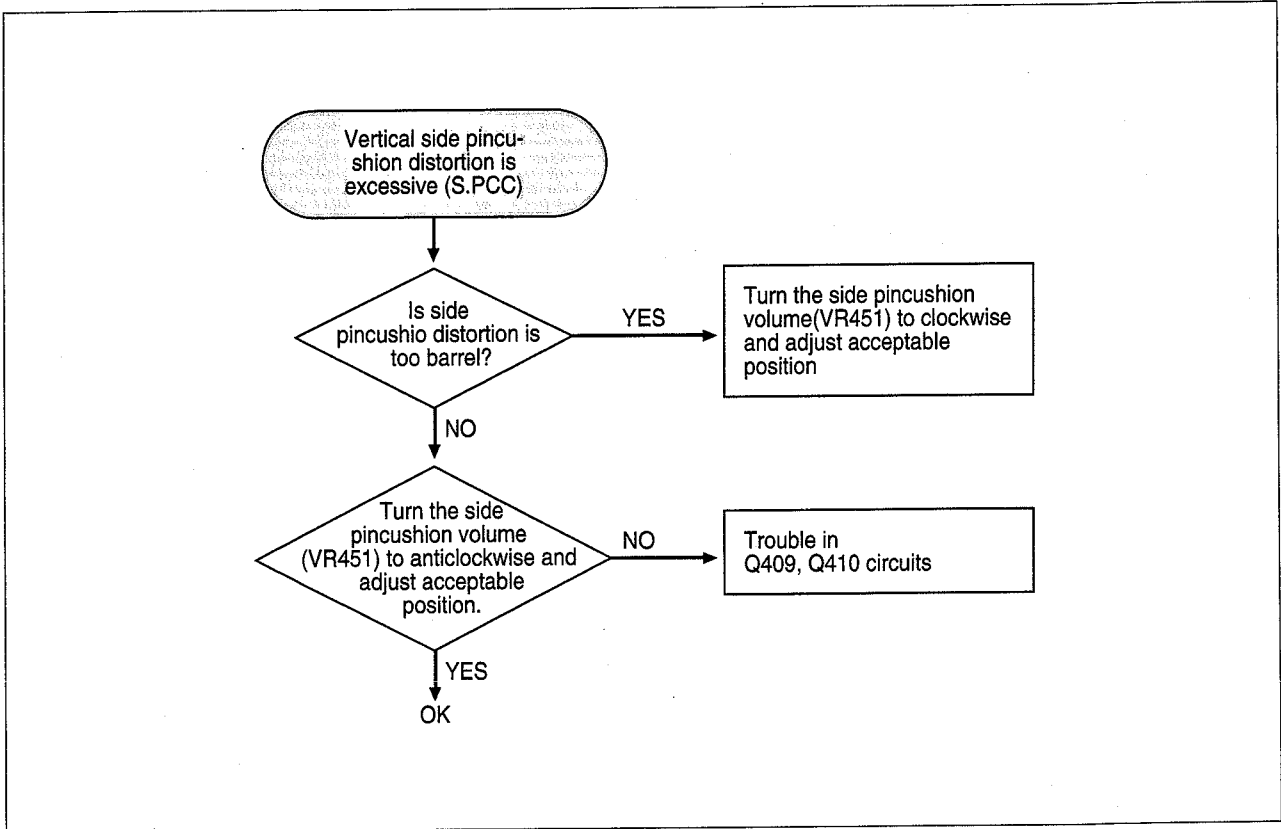 Vertical side pincu-
shion distortion is
excessive (S.PCC)
Is side
pincushio distortion is
too barrel?
YES
Turn the side pincushion
volume(VR451) to clockwise
and adjust acceptable
position
NO
Turn the side
pincushion volume
(VR451) to anticlockwise and
adjust acceptable
position.
NO
Trouble in
Q409, Q410 circuits
YES
OK